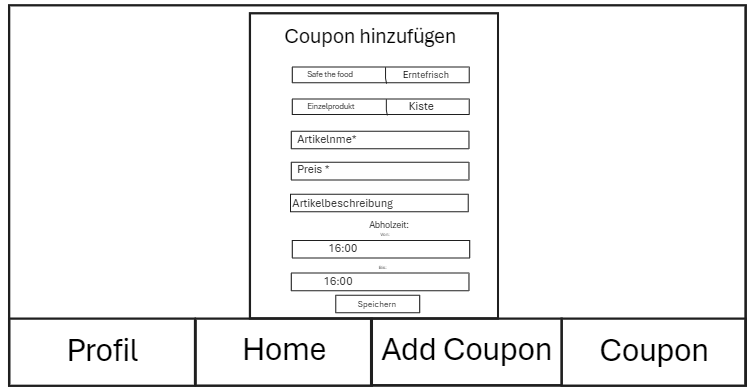 Coupon hinzufügen
Safe the food Erntefrisch
Einzelprodukt Kiste
Artikelnme*
Preis *
Artikelbeschreibung
Abholzeit:
16:00
16:00
Speichern
Profil Home Add Coupon Coupon